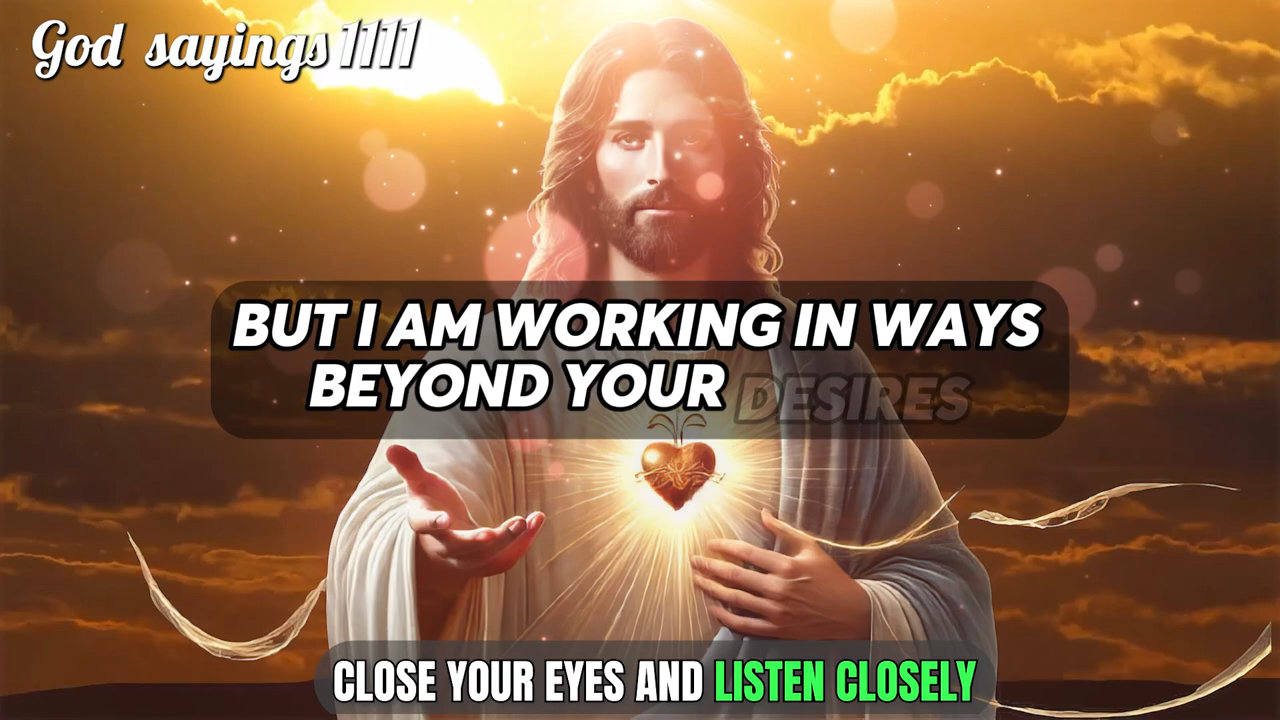 God sayings 1111
BUT I AM WORKING IN WAYS
BEYOND YOUR DESIRES
CLOSE YOUR EYES AND LISTEN CLOSELY